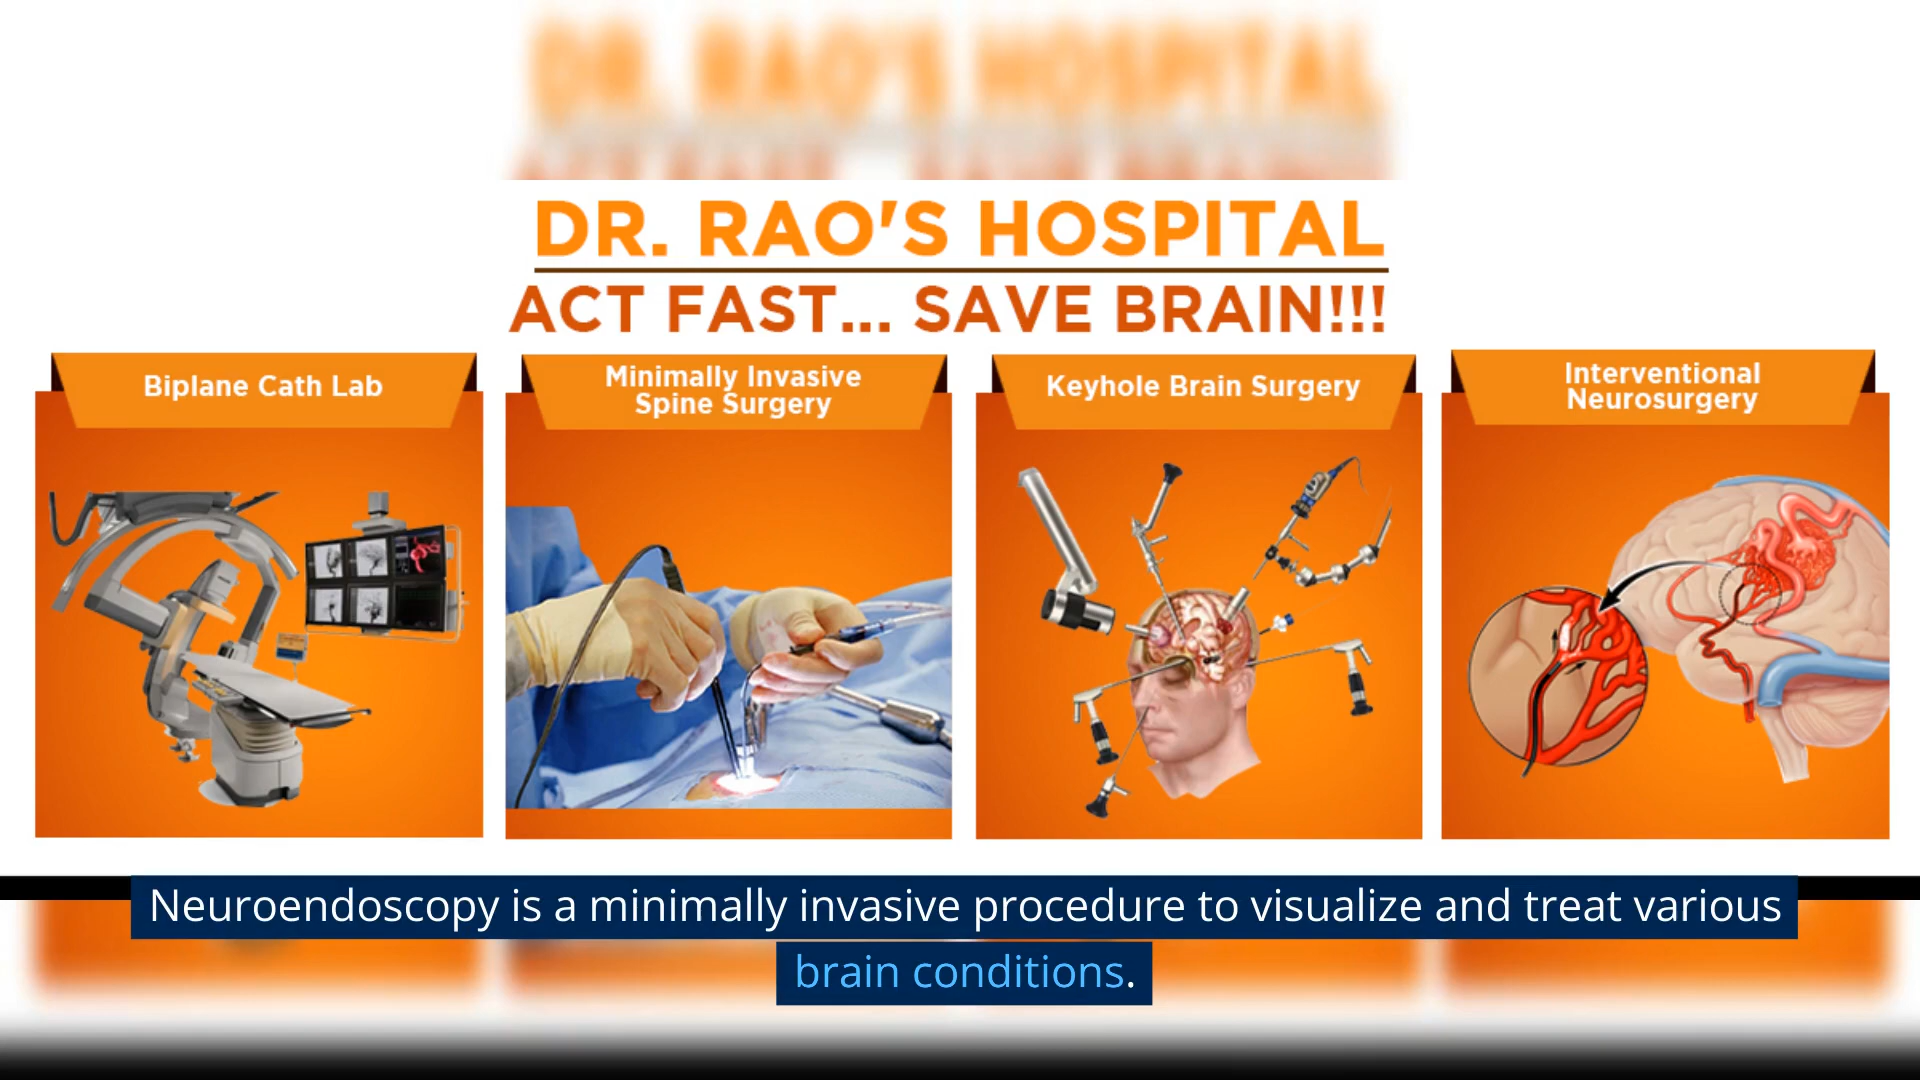 DR. RAO'S HOSPITAL
ACT FAST... SAVE BRAIN!!!
Biplane Cath Lab
Minimally Invasive
Spine Surgery
Keyhole Brain Surgery
Interventional
Neurosurgery
Neuroendoscopy is a minimally invasive procedure to visualize and treat various
brain conditions.